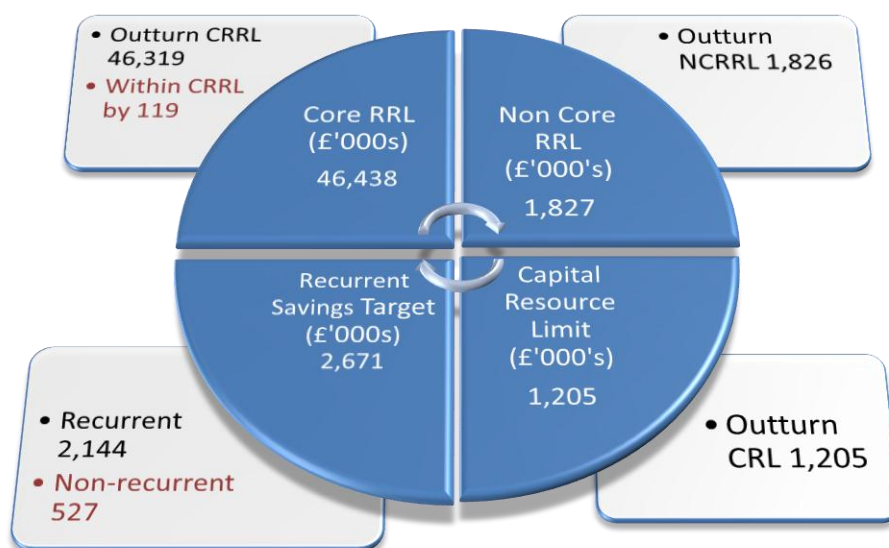 • Outturn CRRL
46,319
• Within CRRL
by 119
• Outturn
NCRRL 1,826
Core RRL
(£'000s)
46,438
Non Core
RRL
(£'000's)
1,827
Recurrent
Savings Target
(£'000s)
2,671
Capital
Resource
Limit
(£'000's)
1,205
• Recurrent
2,144
• Non-recurrent
527
• Outturn
CRL 1,205